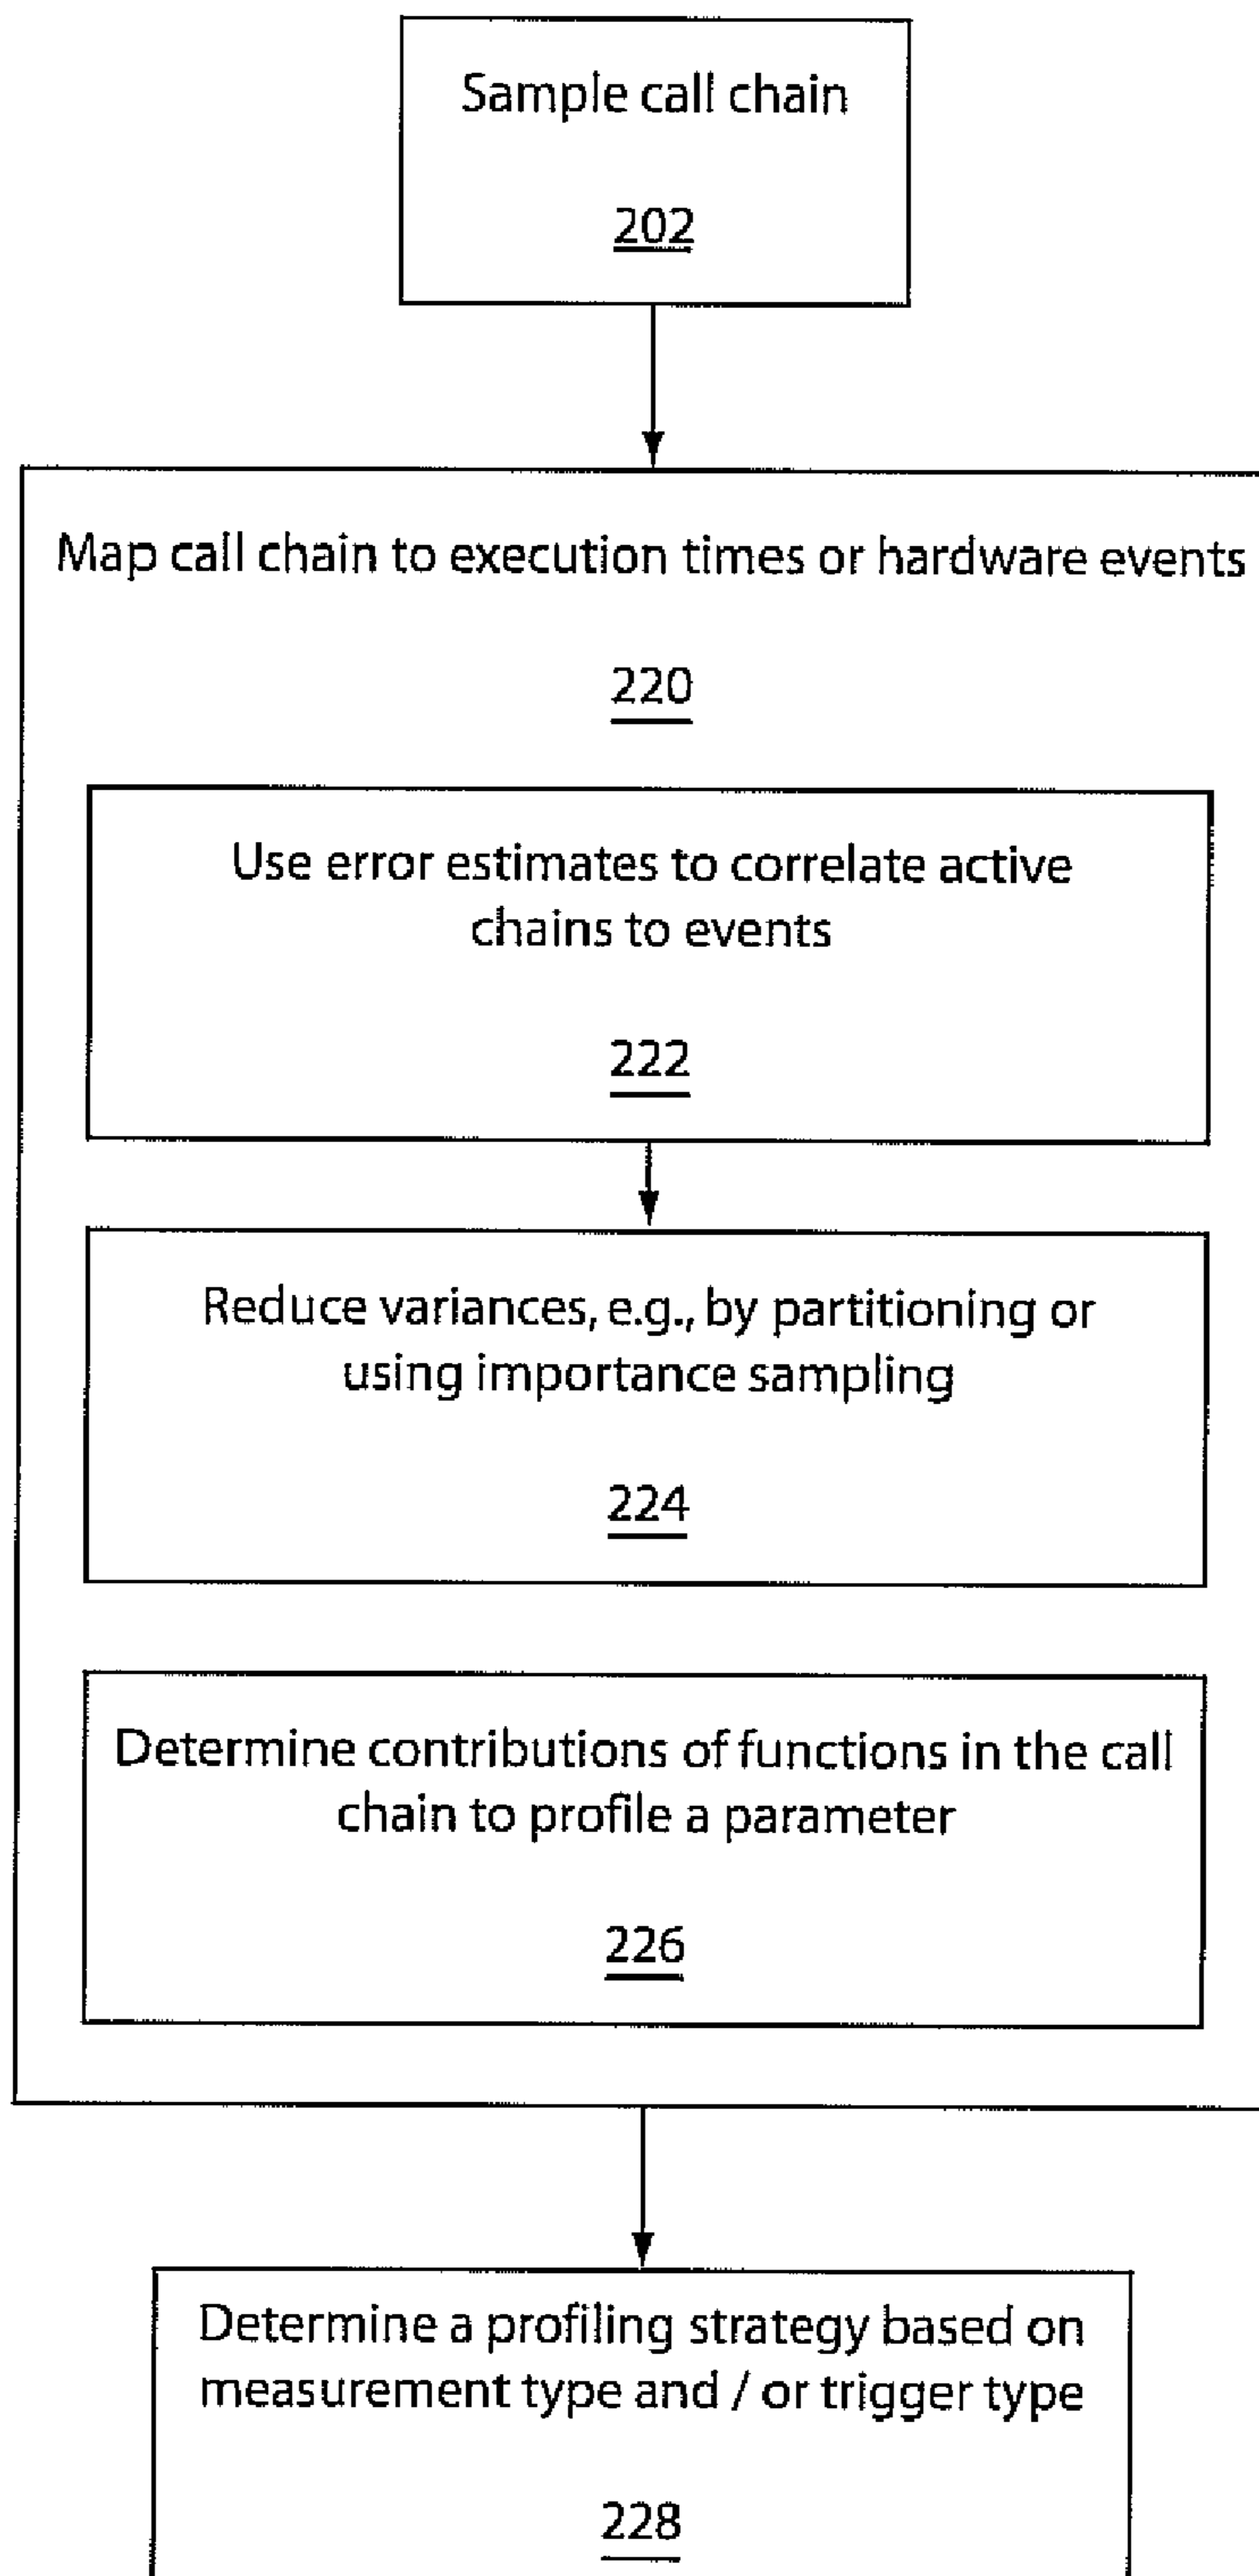 Sample call chain
202
Map call chain to execution times or hardware events
220
Use error estimates to correlate active
chains to events
222
Reduce variances, e.g., by partitioning or
using importance sampling
224
Determine contributions of functions in the call
chain to profile a parameter
226
Determine a profiling strategy based on
measurement type and / or trigger type
228